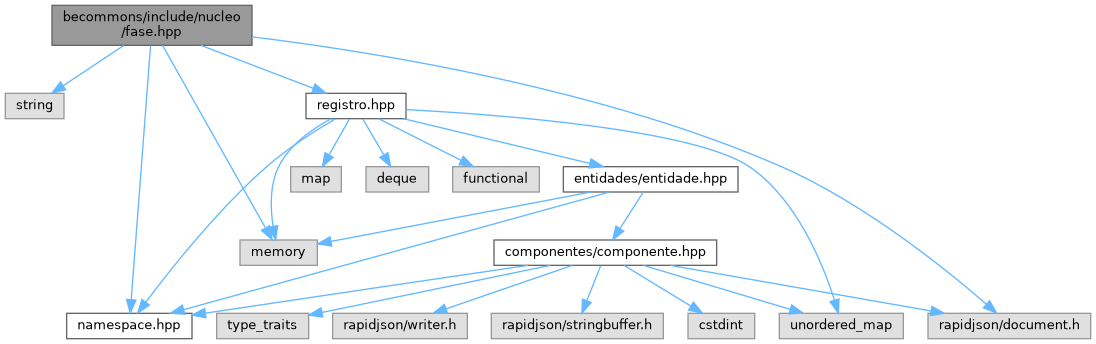 becommons/include/nucleo
/fase.hpp
string
registro.hpp
map
deque
functional
entidades/entidade.hpp
memory
componentes/componente.hpp
namespace.hpp
type_traits
rapidjson/writer.h
rapidjson/stringbuffer.h
cstdint
unordered_map
rapidjson/document.h